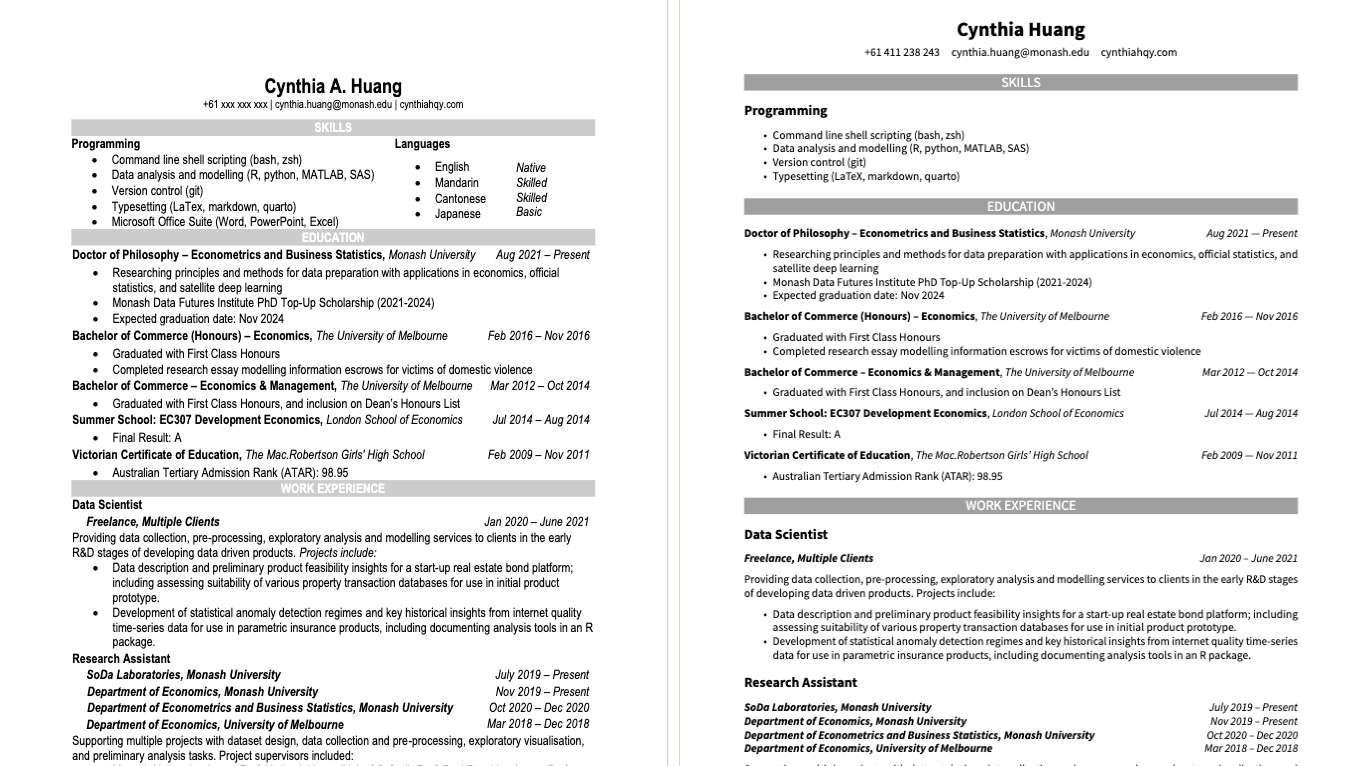 Cynthia A. Huang
+61 xxx xxx xxx | cynthia.huang@monash.edu | cynthiahqy.com
SKILLS
Programming
• Command line shell scripting (bash, zsh)
• Data analysis and modelling (R, python, MATLAB, SAS)
• Version control (git)
• Typesetting (LaTex, markdown, quarto)
• Microsoft Office Suite (Word, PowerPoint, Excel)
Languages
• English Native
• Mandarin Skilled
• Cantonese Skilled
• Japanese Basic
EDUCATION
Doctor of Philosophy – Econometrics and Business Statistics, Monash University Aug 2021 – Present
• Researching principles and methods for data preparation with applications in economics, official
statistics, and satellite deep learning
• Monash Data Futures Institute PhD Top-Up Scholarship (2021-2024)
• Expected graduation date: Nov 2024
Bachelor of Commerce (Honours) – Economics, The University of Melbourne Feb 2016 – Nov 2016
• Graduated with First Class Honours
• Completed research essay modelling information escrows for victims of domestic violence
Bachelor of Commerce – Economics & Management, The University of Melbourne Mar 2012 – Oct 2014
• Graduated with First Class Honours, and inclusion on Dean's Honours List
Summer School: EC307 Development Economics, London School of Economics Jul 2014 – Aug 2014
• Final Result: A
Victorian Certificate of Education, The Mac.Robertson Girls' High School Feb 2009 – Nov 2011
• Australian Tertiary Admission Rank (ATAR): 98.95
WORK EXPERIENCE
Data Scientist
Freelance, Multiple Clients Jan 2020 – June 2021
Providing data collection, pre-processing, exploratory analysis and modelling services to clients in the early
R&D stages of developing data driven products. Projects include:
• Data description and preliminary product feasibility insights for a start-up real estate bond platform;
including assessing suitability of various property transaction databases for use in initial product
prototype.
• Development of statistical anomaly detection regimes and key historical insights from internet quality
time-series data for use in parametric insurance products, including documenting analysis tools in an R
package.
Research Assistant
SoDa Laboratories, Monash University July 2019 – Present
Department of Economics, Monash University Nov 2019 – Present
Department of Econometrics and Business Statistics, Monash University Oct 2020 – Dec 2020
Department of Economics, University of Melbourne Mar 2018 – Dec 2018
Supporting multiple projects with dataset design, data collection and pre-processing, exploratory visualisation,
and preliminary analysis tasks. Project supervisors included:
Cynthia Huang
+61 411 238 243 cynthia.huang@monash.edu cynthiahqy.com
SKILLS
Programming
• Command line shell scripting (bash, zsh)
• Data analysis and modelling (R, python, MATLAB, SAS)
• Version control (git)
• Typesetting (LaTeX, markdown, quarto)
EDUCATION
Doctor of Philosophy – Econometrics and Business Statistics, Monash University Aug 2021 — Present
• Researching principles and methods for data preparation with applications in economics, official statistics, and
satellite deep learning
• Monash Data Futures Institute PhD Top-Up Scholarship (2021-2024)
• Expected graduation date: Nov 2024
Bachelor of Commerce (Honours) – Economics, The University of Melbourne Feb 2016 — Nov 2016
• Graduated with First Class Honours
• Completed research essay modelling information escrows for victims of domestic violence
Bachelor of Commerce – Economics & Management, The University of Melbourne Mar 2012 — Oct 2014
• Graduated with First Class Honours, and inclusion on Dean's Honours List
Summer School: EC307 Development Economics, London School of Economics Jul 2014 — Aug 2014
• Final Result: A
Victorian Certificate of Education, The Mac.Robertson Girls' High School Feb 2009 — Nov 2011
• Australian Tertiary Admission Rank (ATAR): 98.95
WORK EXPERIENCE
Data Scientist
Freelance, Multiple Clients Jan 2020 – June 2021
Providing data collection, pre-processing, exploratory analysis and modelling services to clients in the early R&D stages
of developing data driven products. Projects include:
• Data description and preliminary product feasibility insights for a start-up real estate bond platform; including
assessing suitability of various property transaction databases for use in initial product prototype.
• Development of statistical anomaly detection regimes and key historical insights from internet quality time-series
data for use in parametric insurance products, including documenting analysis tools in an R package.
Research Assistant
SoDa Laboratories, Monash University July 2019 – Present
Department of Economics, Monash University Nov 2019 – Present
Department of Econometrics and Business Statistics, Monash University Oct 2020 – Dec 2020
Department of Economics, University of Melbourne Mar 2018 – Dec 2018